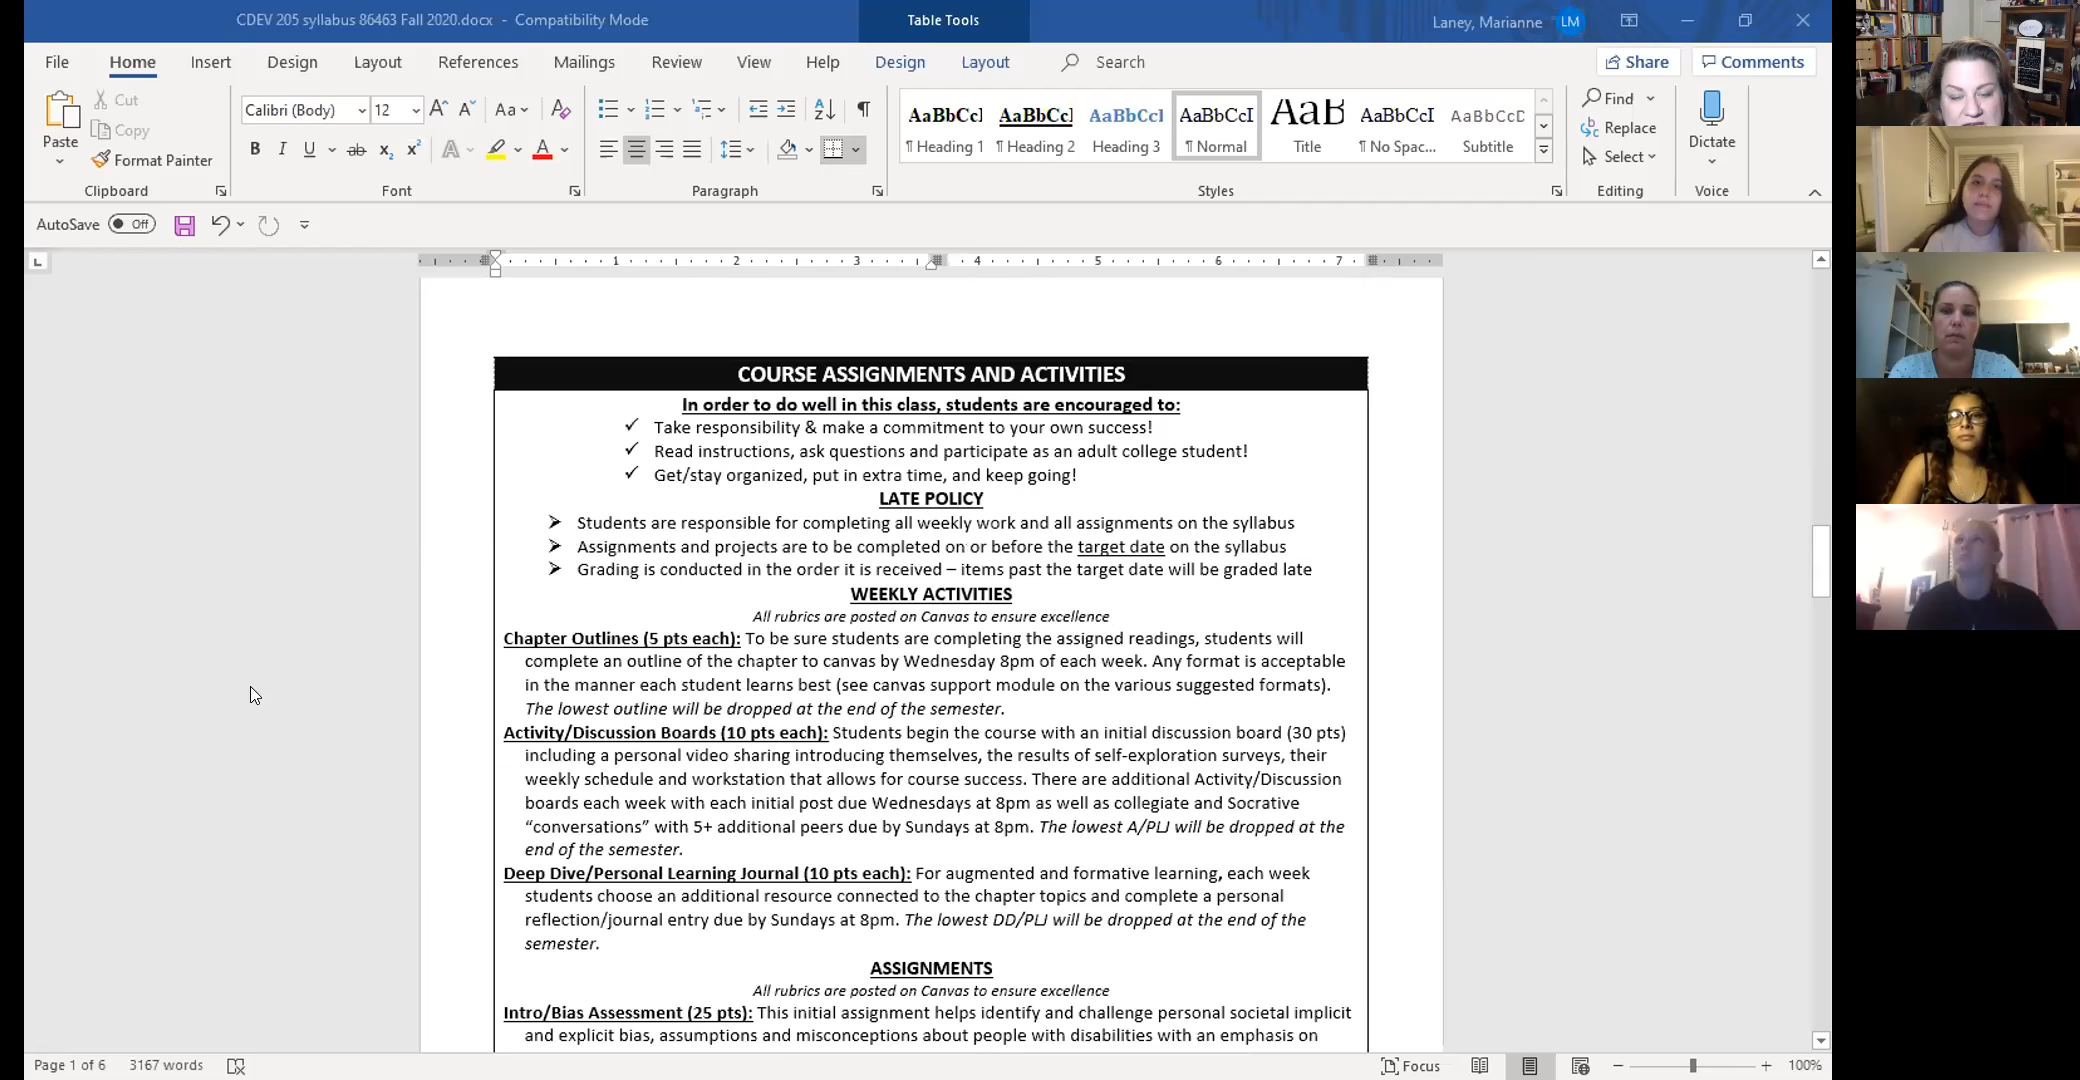 CDEV 205 syllabus 86463 Fall 2020.docx - Compatibility Mode
Table Tools
Laney, Marianne LM
File Home Insert Design Layout References Mailings Review View Help Design Layout Search
Share Comments
Paste
Cut
Copy
Format Painter
Clipboard
Calibri (Body) 12
Font
Paragraph
AaBbCcI AaBbCcI AaBbCcI AaBbCcI AaB AaBbCcI AaBbCcD
¶ Heading 1 ¶ Heading 2 Heading 3 ¶ Normal Title ¶ No Spac... Subtitle
Styles
Find
Replace
Select
Editing
Dictate
Voice
AutoSave Off
1 2 3 4 5 6 7
COURSE ASSIGNMENTS AND ACTIVITIES
In order to do well in this class, students are encouraged to:
✓ Take responsibility & make a commitment to your own success!
✓ Read instructions, ask questions and participate as an adult college student!
✓ Get/stay organized, put in extra time, and keep going!
LATE POLICY
➢ Students are responsible for completing all weekly work and all assignments on the syllabus
➢ Assignments and projects are to be completed on or before the target date on the syllabus
➢ Grading is conducted in the order it is received – items past the target date will be graded late
WEEKLY ACTIVITIES
All rubrics are posted on Canvas to ensure excellence
Chapter Outlines (5 pts each): To be sure students are completing the assigned readings, students will
complete an outline of the chapter to canvas by Wednesday 8pm of each week. Any format is acceptable
in the manner each student learns best (see canvas support module on the various suggested formats).
The lowest outline will be dropped at the end of the semester.
Activity/Discussion Boards (10 pts each): Students begin the course with an initial discussion board (30 pts)
including a personal video sharing introducing themselves, the results of self-exploration surveys, their
weekly schedule and workstation that allows for course success. There are additional Activity/Discussion
boards each week with each initial post due Wednesdays at 8pm as well as collegiate and Socrative
“conversations” with 5+ additional peers due by Sundays at 8pm. The lowest A/PLJ will be dropped at the
end of the semester.
Deep Dive/Personal Learning Journal (10 pts each): For augmented and formative learning, each week
students choose an additional resource connected to the chapter topics and complete a personal
reflection/journal entry due by Sundays at 8pm. The lowest DD/PLJ will be dropped at the end of the
semester.
ASSIGNMENTS
All rubrics are posted on Canvas to ensure excellence
Intro/Bias Assessment (25 pts): This initial assignment helps identify and challenge personal societal implicit
and explicit bias, assumptions and misconceptions about people with disabilities with an emphasis on
Page 1 of 6 3167 words
Focus
100%